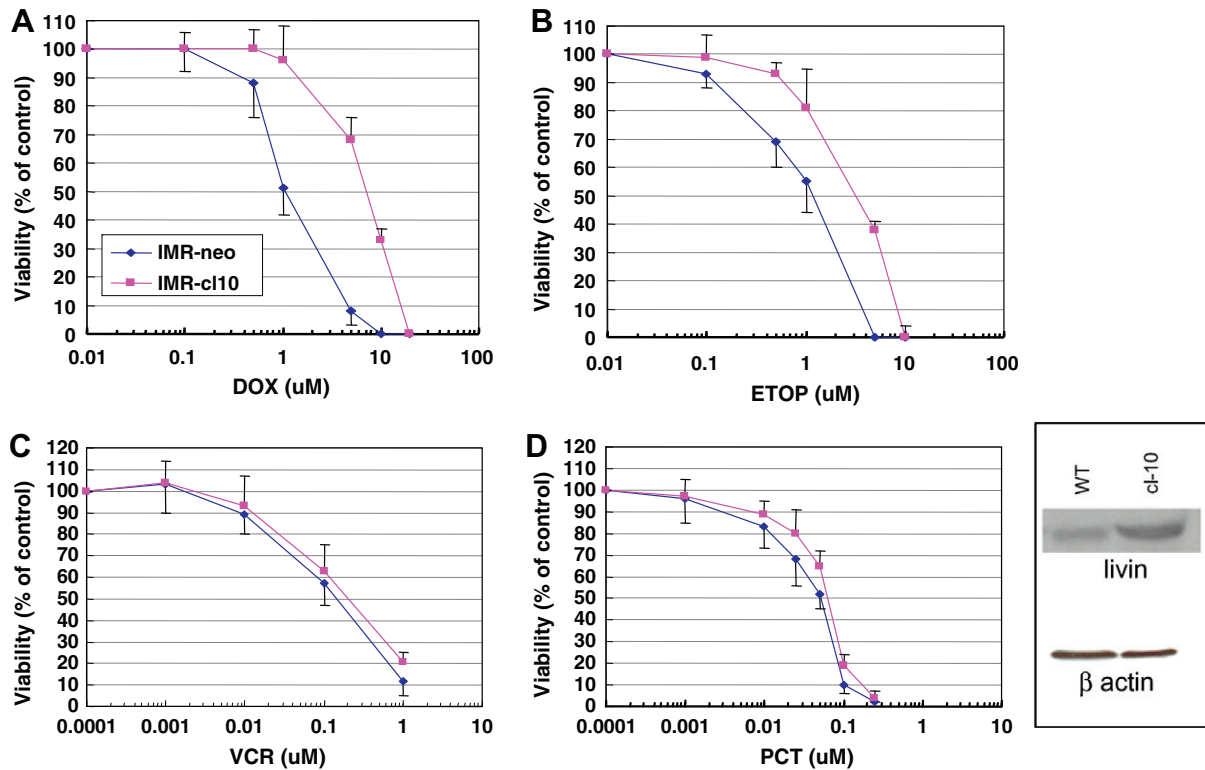 A
110
100
90
80
70
60
50
40
30
20
10
0
Viability (% of control)
IMR-neo
IMR-cl10
0.01 0.1 1 10 100
DOX (uM)
B
110
100
90
80
70
60
50
40
30
20
10
0
Viability (% of control)
0.01 0.1 1 10 100
ETOP (uM)
C
120
110
100
90
80
70
60
50
40
30
20
10
0
Viability (% of control)
0.0001 0.001 0.01 0.1 1 10
VCR (uM)
D
120
110
100
90
80
70
60
50
40
30
20
10
0
Viability (% of control)
0.0001 0.001 0.01 0.1 1 10
PCT (uM)
WT cl-10
livin
β actin